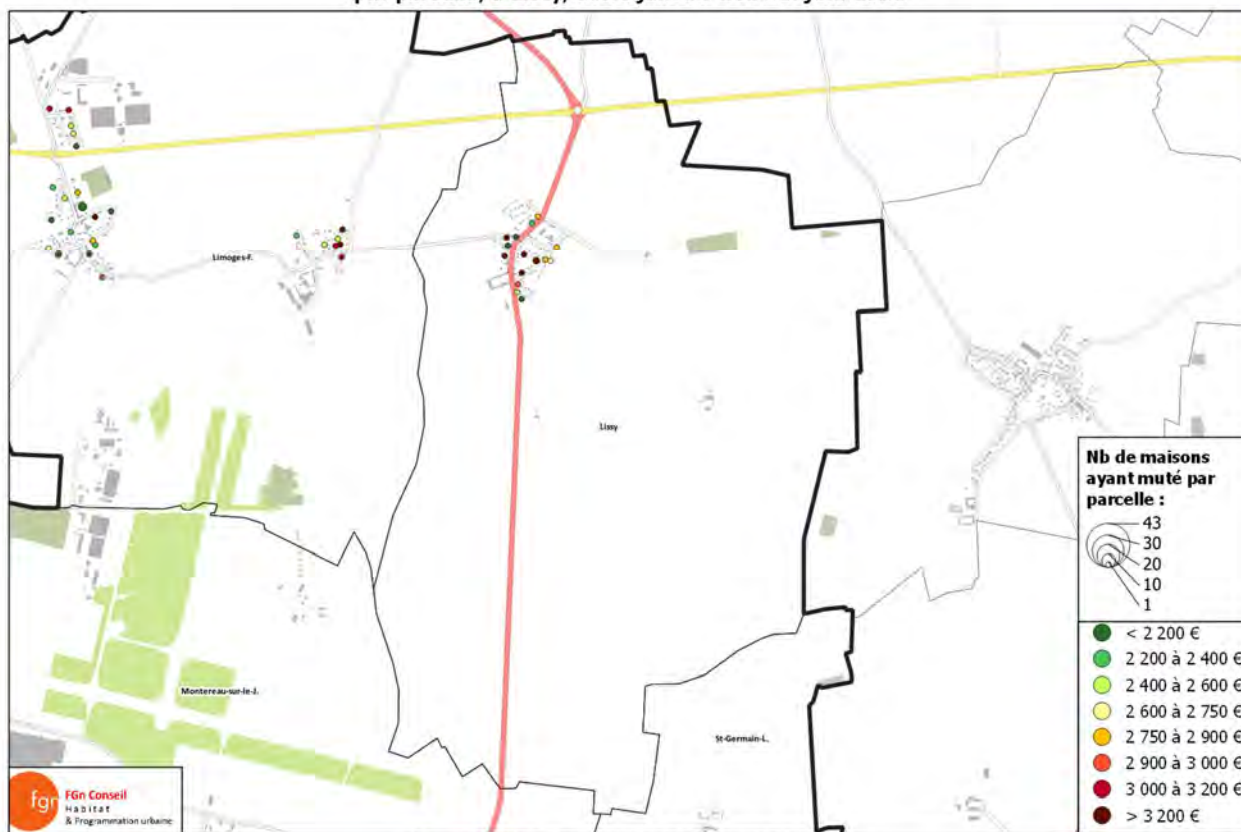 Limoges-F.
Lissy
Montereau-sur-le-J.
St-Germain-L.
Nb de maisons
ayant muté par
parcelle :
43
30
20
10
1
< 2 200 €
2 200 à 2 400 €
2 400 à 2 600 €
2 600 à 2 750 €
2 750 à 2 900 €
2 900 à 3 000 €
3 000 à 3 200 €
> 3 200 €
fgn
FGn Conseil
Habitat
& Programmation urbaine